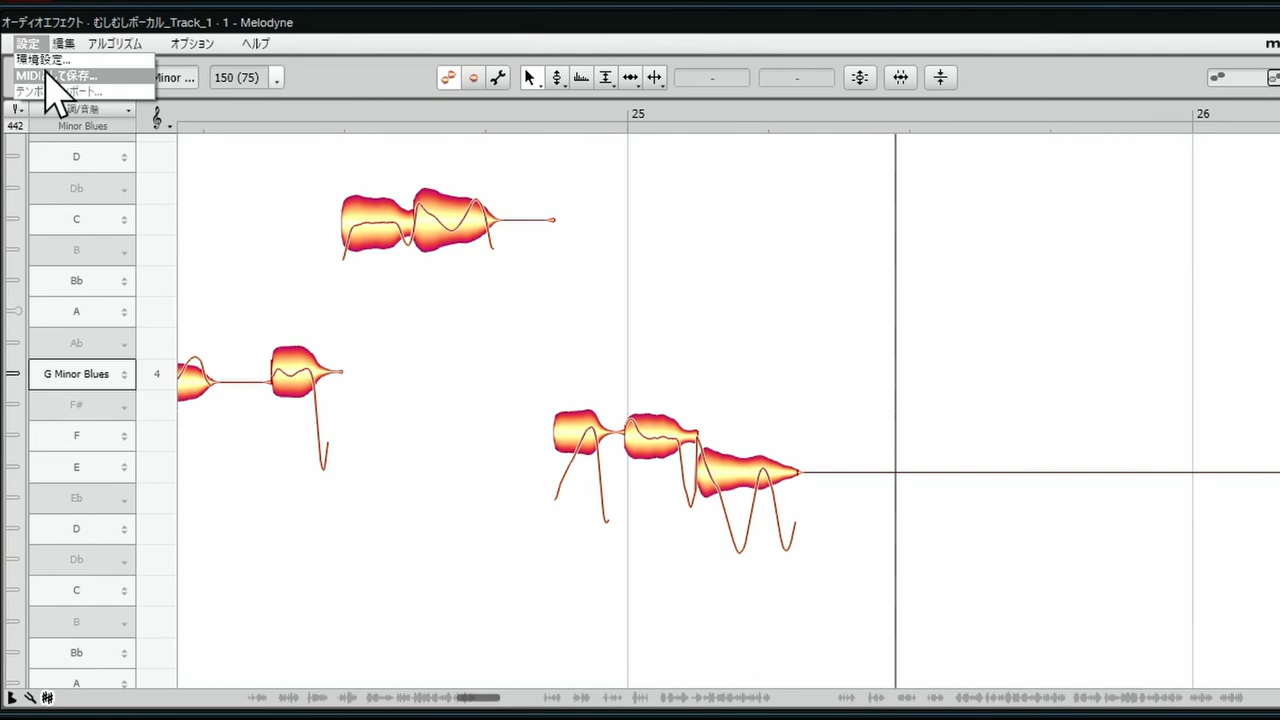 オーディオエフェクト - むしむしボーカル_Track_1 - 1 - Melodyne
設定 編集 アルゴリズム オプション ヘルプ
環境設定...
MIDI て保存...
テンポ ポート...
Minor ... 150 (75) - -
調/音階
442 Minor Blues
25 26
D
Db
C
B
Bb
A
Ab
G Minor Blues 4
F#
F
E
Eb
D
Db
C
B
Bb
A